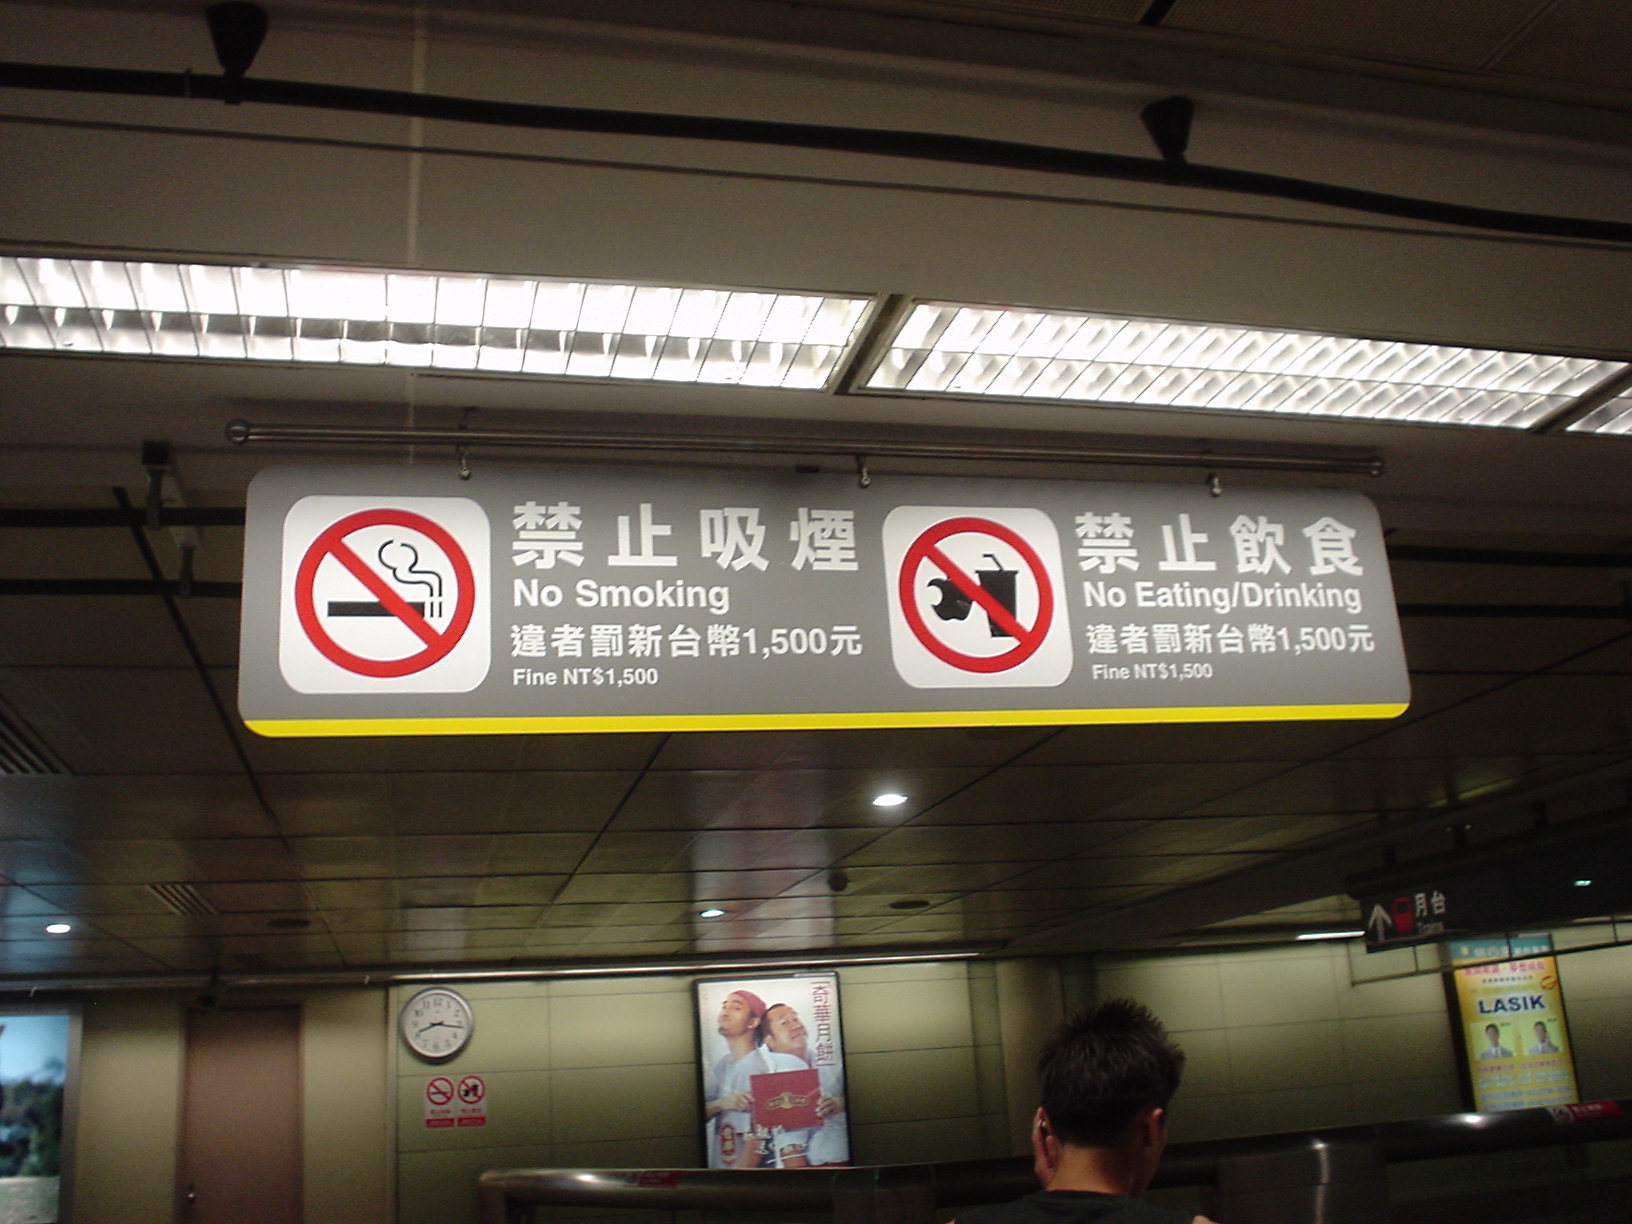 禁止吸煙
No Smoking
違者罰新台幣1,500元
Fine NT$1,500
禁止飲食
No Eating/Drinking
違者罰新台幣1,500元
Fine NT$1,500
月台
Trains
「奇華月餅」
LASIK